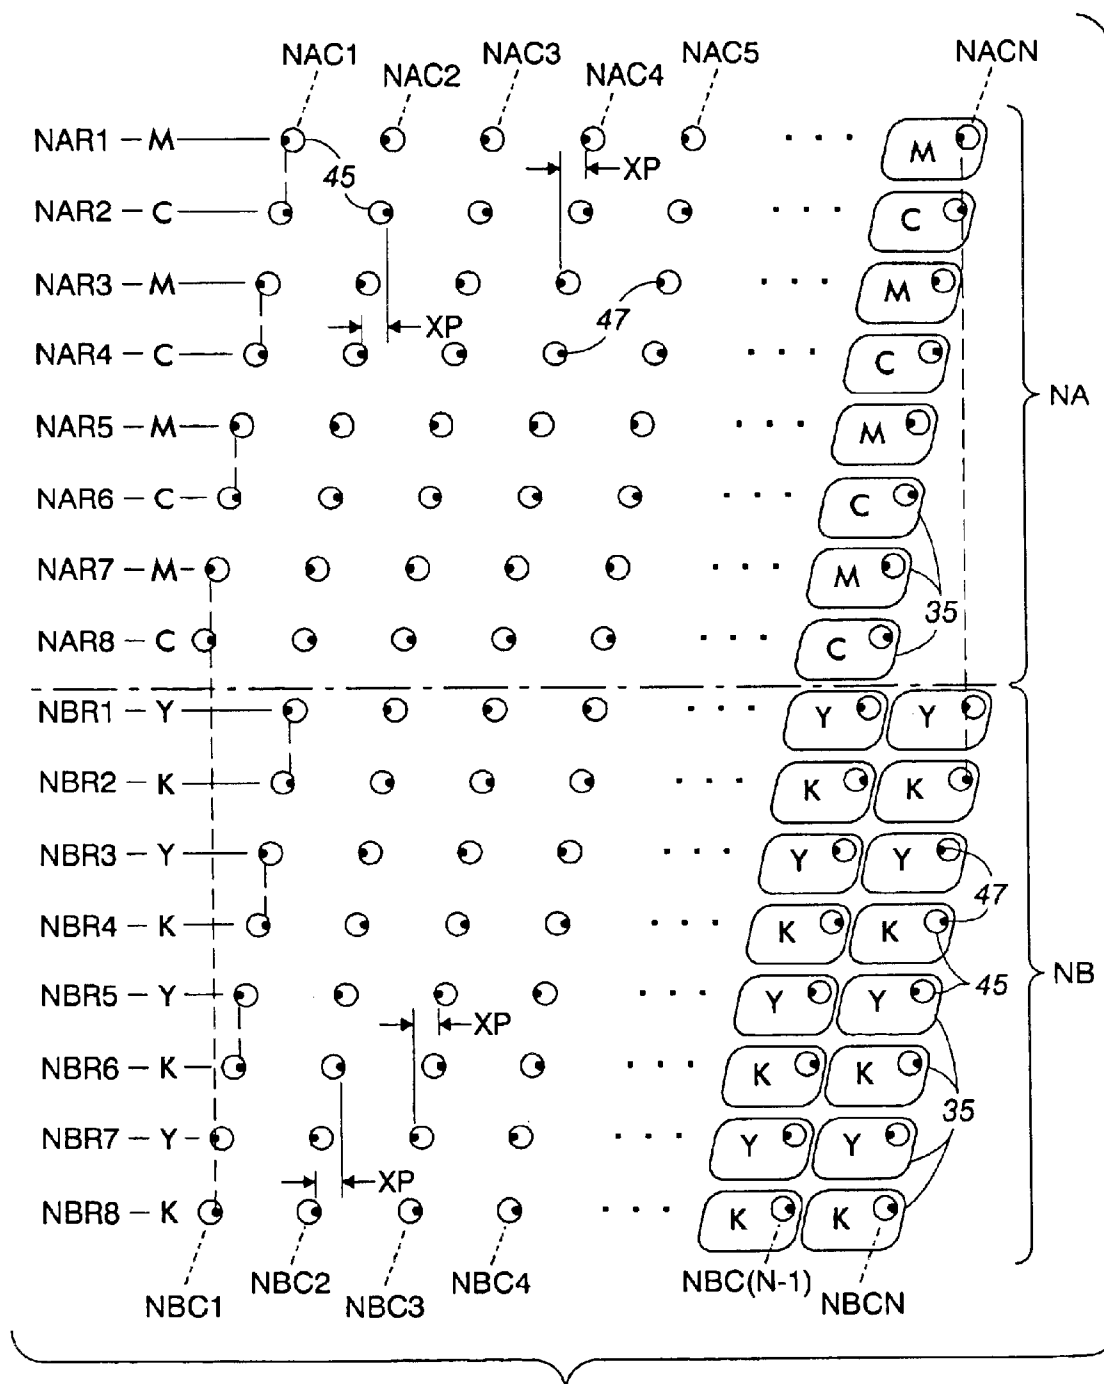 NAC1 NAC2 NAC3 NAC4 NAC5 NACN
NAR1 — M M
XP
45
NAR2 — C C
NAR3 — M M
XP
47
NAR4 — C C
NA
NAR5 — M M
NAR6 — C C
NAR7 — M M
35
NAR8 — C C
NBR1 — Y Y Y
NBR2 — K K K
NBR3 — Y Y Y
47
NBR4 — K K K
NB
45
NBR5 — Y Y Y
XP
NBR6 — K K K
35
NBR7 — Y Y Y
XP
NBR8 — K K K
NBC1 NBC2 NBC3 NBC4 NBC(N-1) NBCN